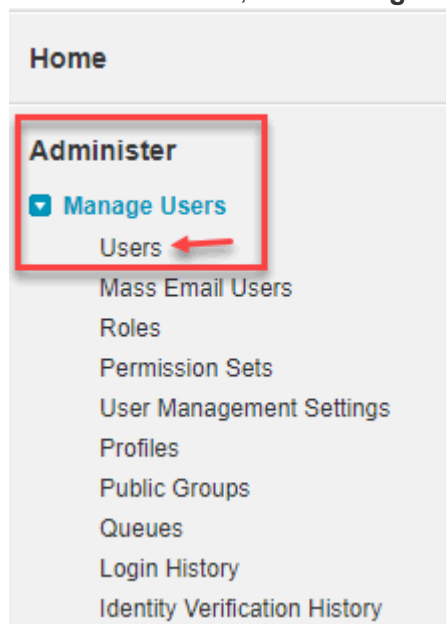 Home
Administer
Manage Users
Users
Mass Email Users
Roles
Permission Sets
User Management Settings
Profiles
Public Groups
Queues
Login History
Identity Verification History